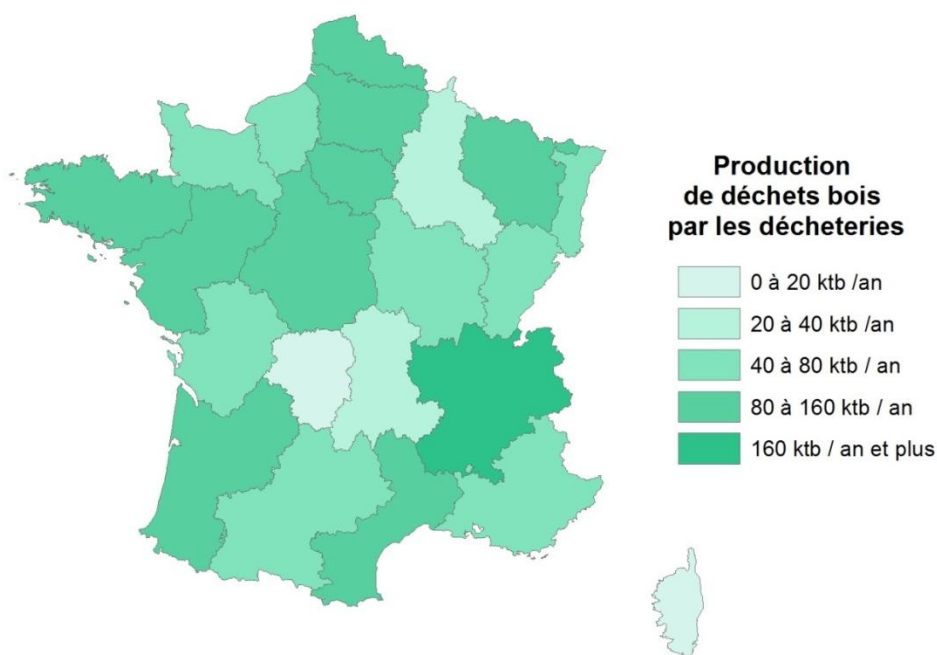 Production
de déchets bois
par les décheteries
0 à 20 ktb /an
20 à 40 ktb /an
40 à 80 ktb / an
80 à 160 ktb / an
160 ktb / an et plus